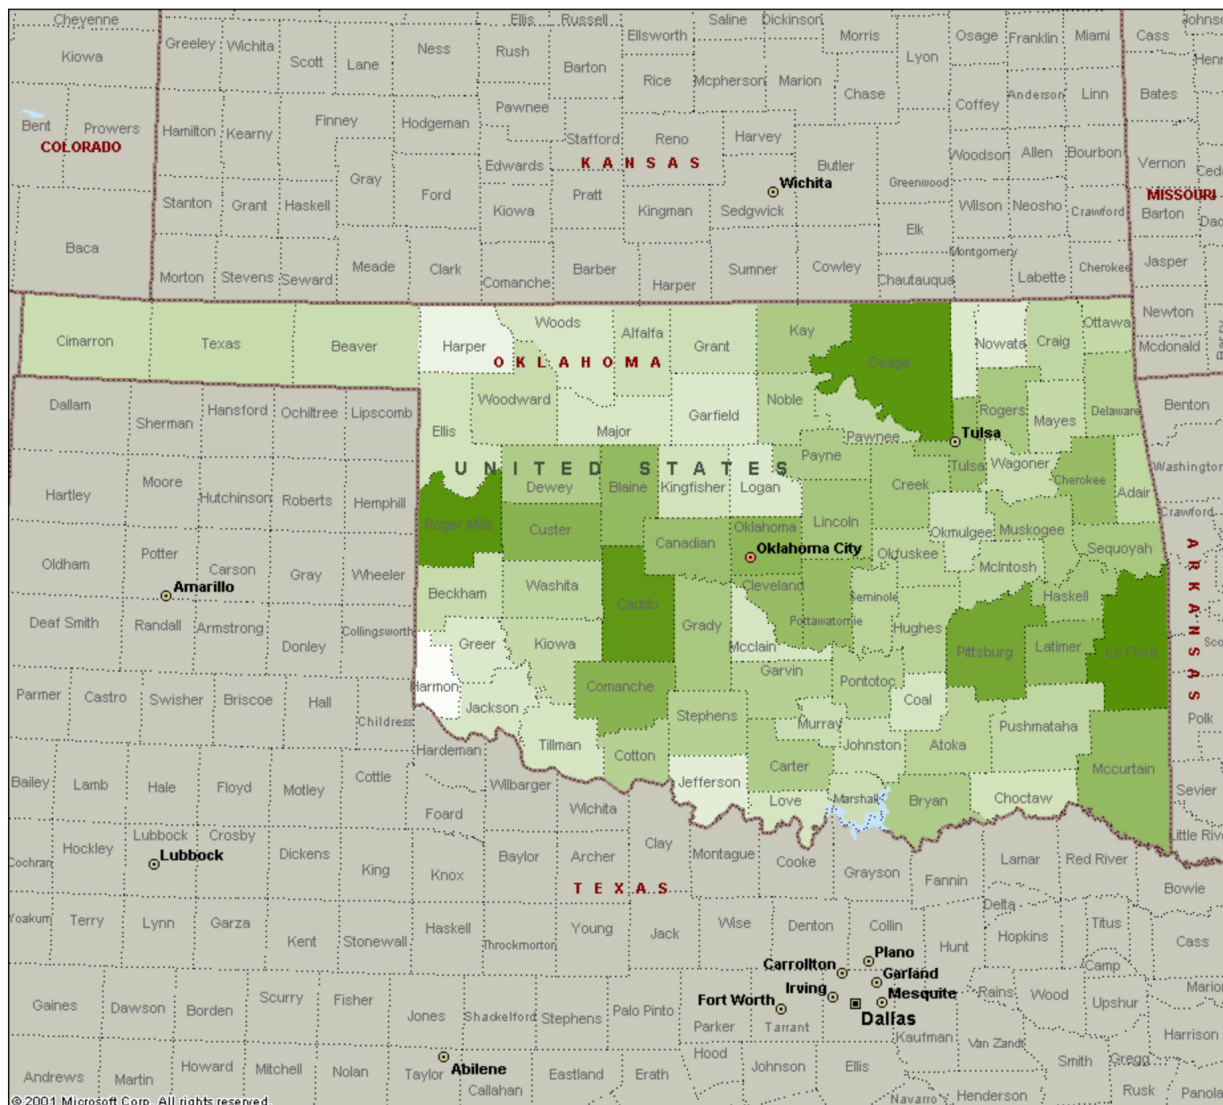 Cheyenne Ellis Russell Saline Dickinson Osage Franklin Miami Cass
Kiowa Greeley Wichita Scott Lane Ness Rush Barton Ellsworth Morris Lyon
Rice Mcpherson Marion Chase Coffey Anderson Linn Bates
Bent Prowers Hamilton Kearny Finney Hodgeman Pawnee Stafford Reno Harvey Butler
COLORADO KANSAS Woodson Allen Bourbon Vernon
Gray Edwards Ford Pratt Wichita Greenwood MISSOURI
Stanton Grant Haskell Kiowa Kingman Sedgwick Wilson Neosho Crawford Barton
Baca Elk Montgomery
Morton Stevens Seward Meade Clark Comanche Barber Harper Sumner Cowley Chautauqua Labette Cherokee Jasper
Woods Alfalfa Kay Nowata Craig Ottawa Newton
Cimarron Texas Beaver Harper Grant Osage Mcdonald
OKLAHOMA
Dallam Sherman Hansford Ochiltree Lipscomb Woodward Garfield Noble Rogers Mayes Delaware Benton
Ellis Major Pawnee Tulsa
UNITED STATES Payne Tulsa Wagoner Washington
Hartley Moore Hutchinson Roberts Hemphill Dewey Blaine Kingfisher Logan Creek Cherokee Adair
Roger Mills Custer Canadian Oklahoma Lincoln Okmulgee Muskogee Crawford
Oldham Potter Carson Gray Wheeler Oklahoma City Okfuskee McIntosh Sequoyah ARKANSAS
Amarillo Beckham Washita Caddo Cleveland Seminole Haskell
Deaf Smith Randall Armstrong Donley Collingsworth Greer Kiowa Grady Mcclain Pottawatomie Hughes Pittsburg Latimer Le Flore
Parmer Castro Swisher Briscoe Hall Childress Harmon Jackson Comanche Garvin Pontotoc Coal
Stephens Murray Johnston Atoka Pushmataha Polk
Hardeman Tillman Cotton Carter Mccurtain
Bailey Lamb Hale Floyd Motley Cottle Wilbarger Jefferson Love Marshall Bryan Choctaw Sevier
Foard Wichita
Cochran Hockley Lubbock Crosby Dickens King Knox Baylor Archer Clay Montague Cooke Grayson Fannin Lamar Red River Bowie
Lubbock
TEXAS
Yoakum Terry Lynn Garza Kent Stonewall Haskell Throckmorton Young Jack Wise Denton Collin Hunt Delta Hopkins Titus Cass
Carrollton Plano Camp
Gaines Dawson Borden Scurry Fisher Jones Shackelford Stephens Palo Pinto Fort Worth Irving Garland Mesquite Rains Wood Upshur
Parker Tarrant Dallas Kaufman Van Zandt Harrison
Andrews Martin Howard Mitchell Nolan Taylor Abilene Callahan Eastland Erath Hood Johnson Ellis Navarro Henderson Smith Gregg Rusk Panola
© 2001 Microsoft Corp. All rights reserved.